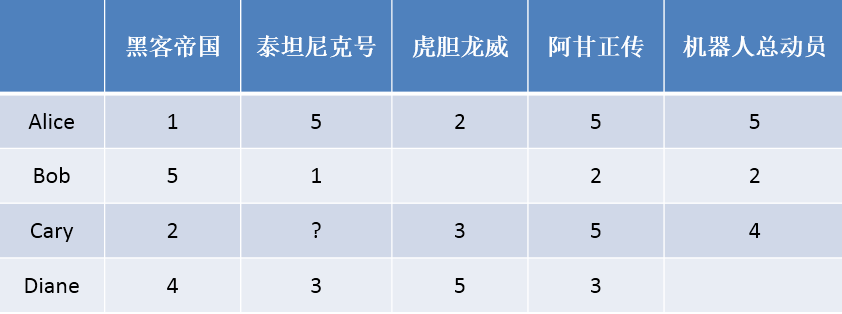 黑客帝国 泰坦尼克号 虎胆龙威 阿甘正传 机器人总动员
Alice 1 5 2 5 5
Bob 5 1 2 2
Cary 2 ? 3 5 4
Diane 4 3 5 3